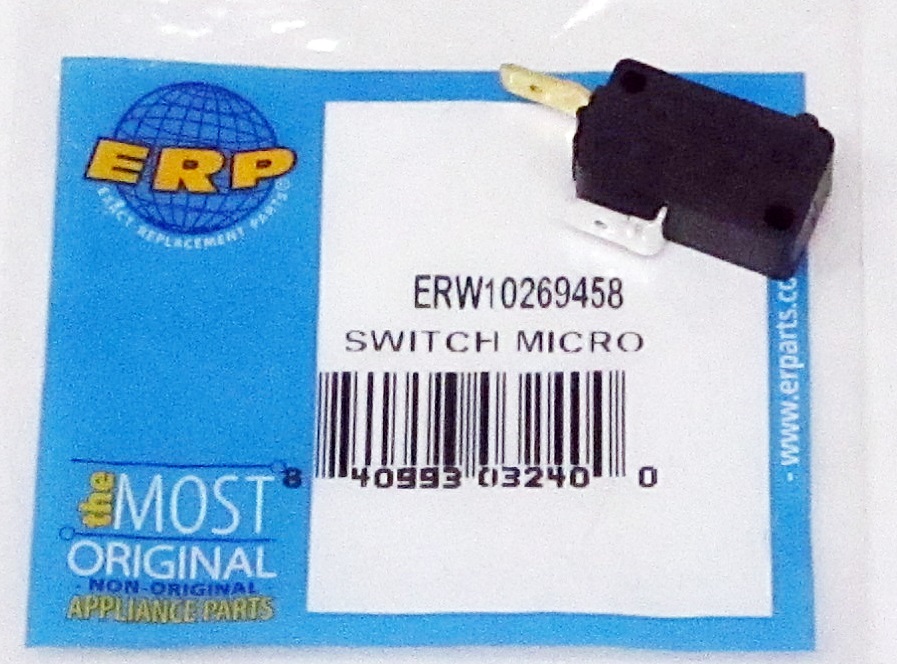 ERP®
EXACT REPLACEMENT PARTS
ERW10269458
SWITCH MICRO
8 40993 03240 0
the MOST
ORIGINAL
- NON-ORIGINAL
APPLIANCE PARTS
- www.erparts.co